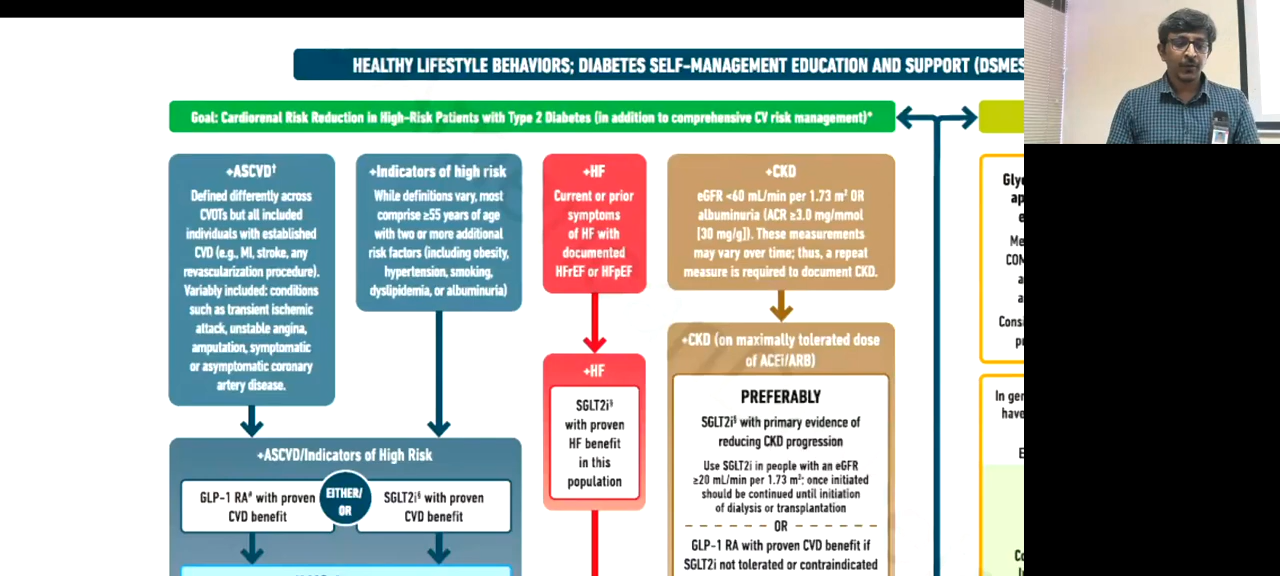 HEALTHY LIFESTYLE BEHAVIORS; DIABETES SELF-MANAGEMENT EDUCATION AND SUPPORT (DSMES
Goal: Cardiorenal Risk Reduction in High-Risk Patients with Type 2 Diabetes (in addition to comprehensive CV risk management)*
+ASCVD†
Defined differently across
CVOTs but all included
individuals with established
CVD (e.g., MI, stroke, any
revascularization procedure).
Variably included: conditions
such as transient ischemic
attack, unstable angina,
amputation, symptomatic
or asymptomatic coronary
artery disease.
+Indicators of high risk
While definitions vary, most
comprise ≥55 years of age
with two or more additional
risk factors (including obesity,
hypertension, smoking,
dyslipidemia, or albuminuria)
+HF
Current or prior
symptoms
of HF with
documented
HFrEF or HFpEF
+CKD
eGFR <60 mL/min per 1.73 m² OR
albuminuria (ACR ≥3.0 mg/mmol
[30 mg/g]). These measurements
may vary over time; thus, a repeat
measure is required to document CKD.
+ASCVD/Indicators of High Risk
GLP-1 RA# with proven
CVD benefit
EITHER/
OR
SGLT2i§ with proven
CVD benefit
+HF
SGLT2i§
with proven
HF benefit
in this
population
+CKD (on maximally tolerated dose
of ACEi/ARB)
PREFERABLY
SGLT2i§ with primary evidence of
reducing CKD progression
Use SGLT2i in people with an eGFR
≥20 mL/min per 1.73 m²; once initiated
should be continued until initiation
of dialysis or transplantation
OR
GLP-1 RA with proven CVD benefit if
SGLT2i not tolerated or contraindicated
Gly
ap
e
Me
CO
a
a
Consi
p
In ger
have
E
Co
In